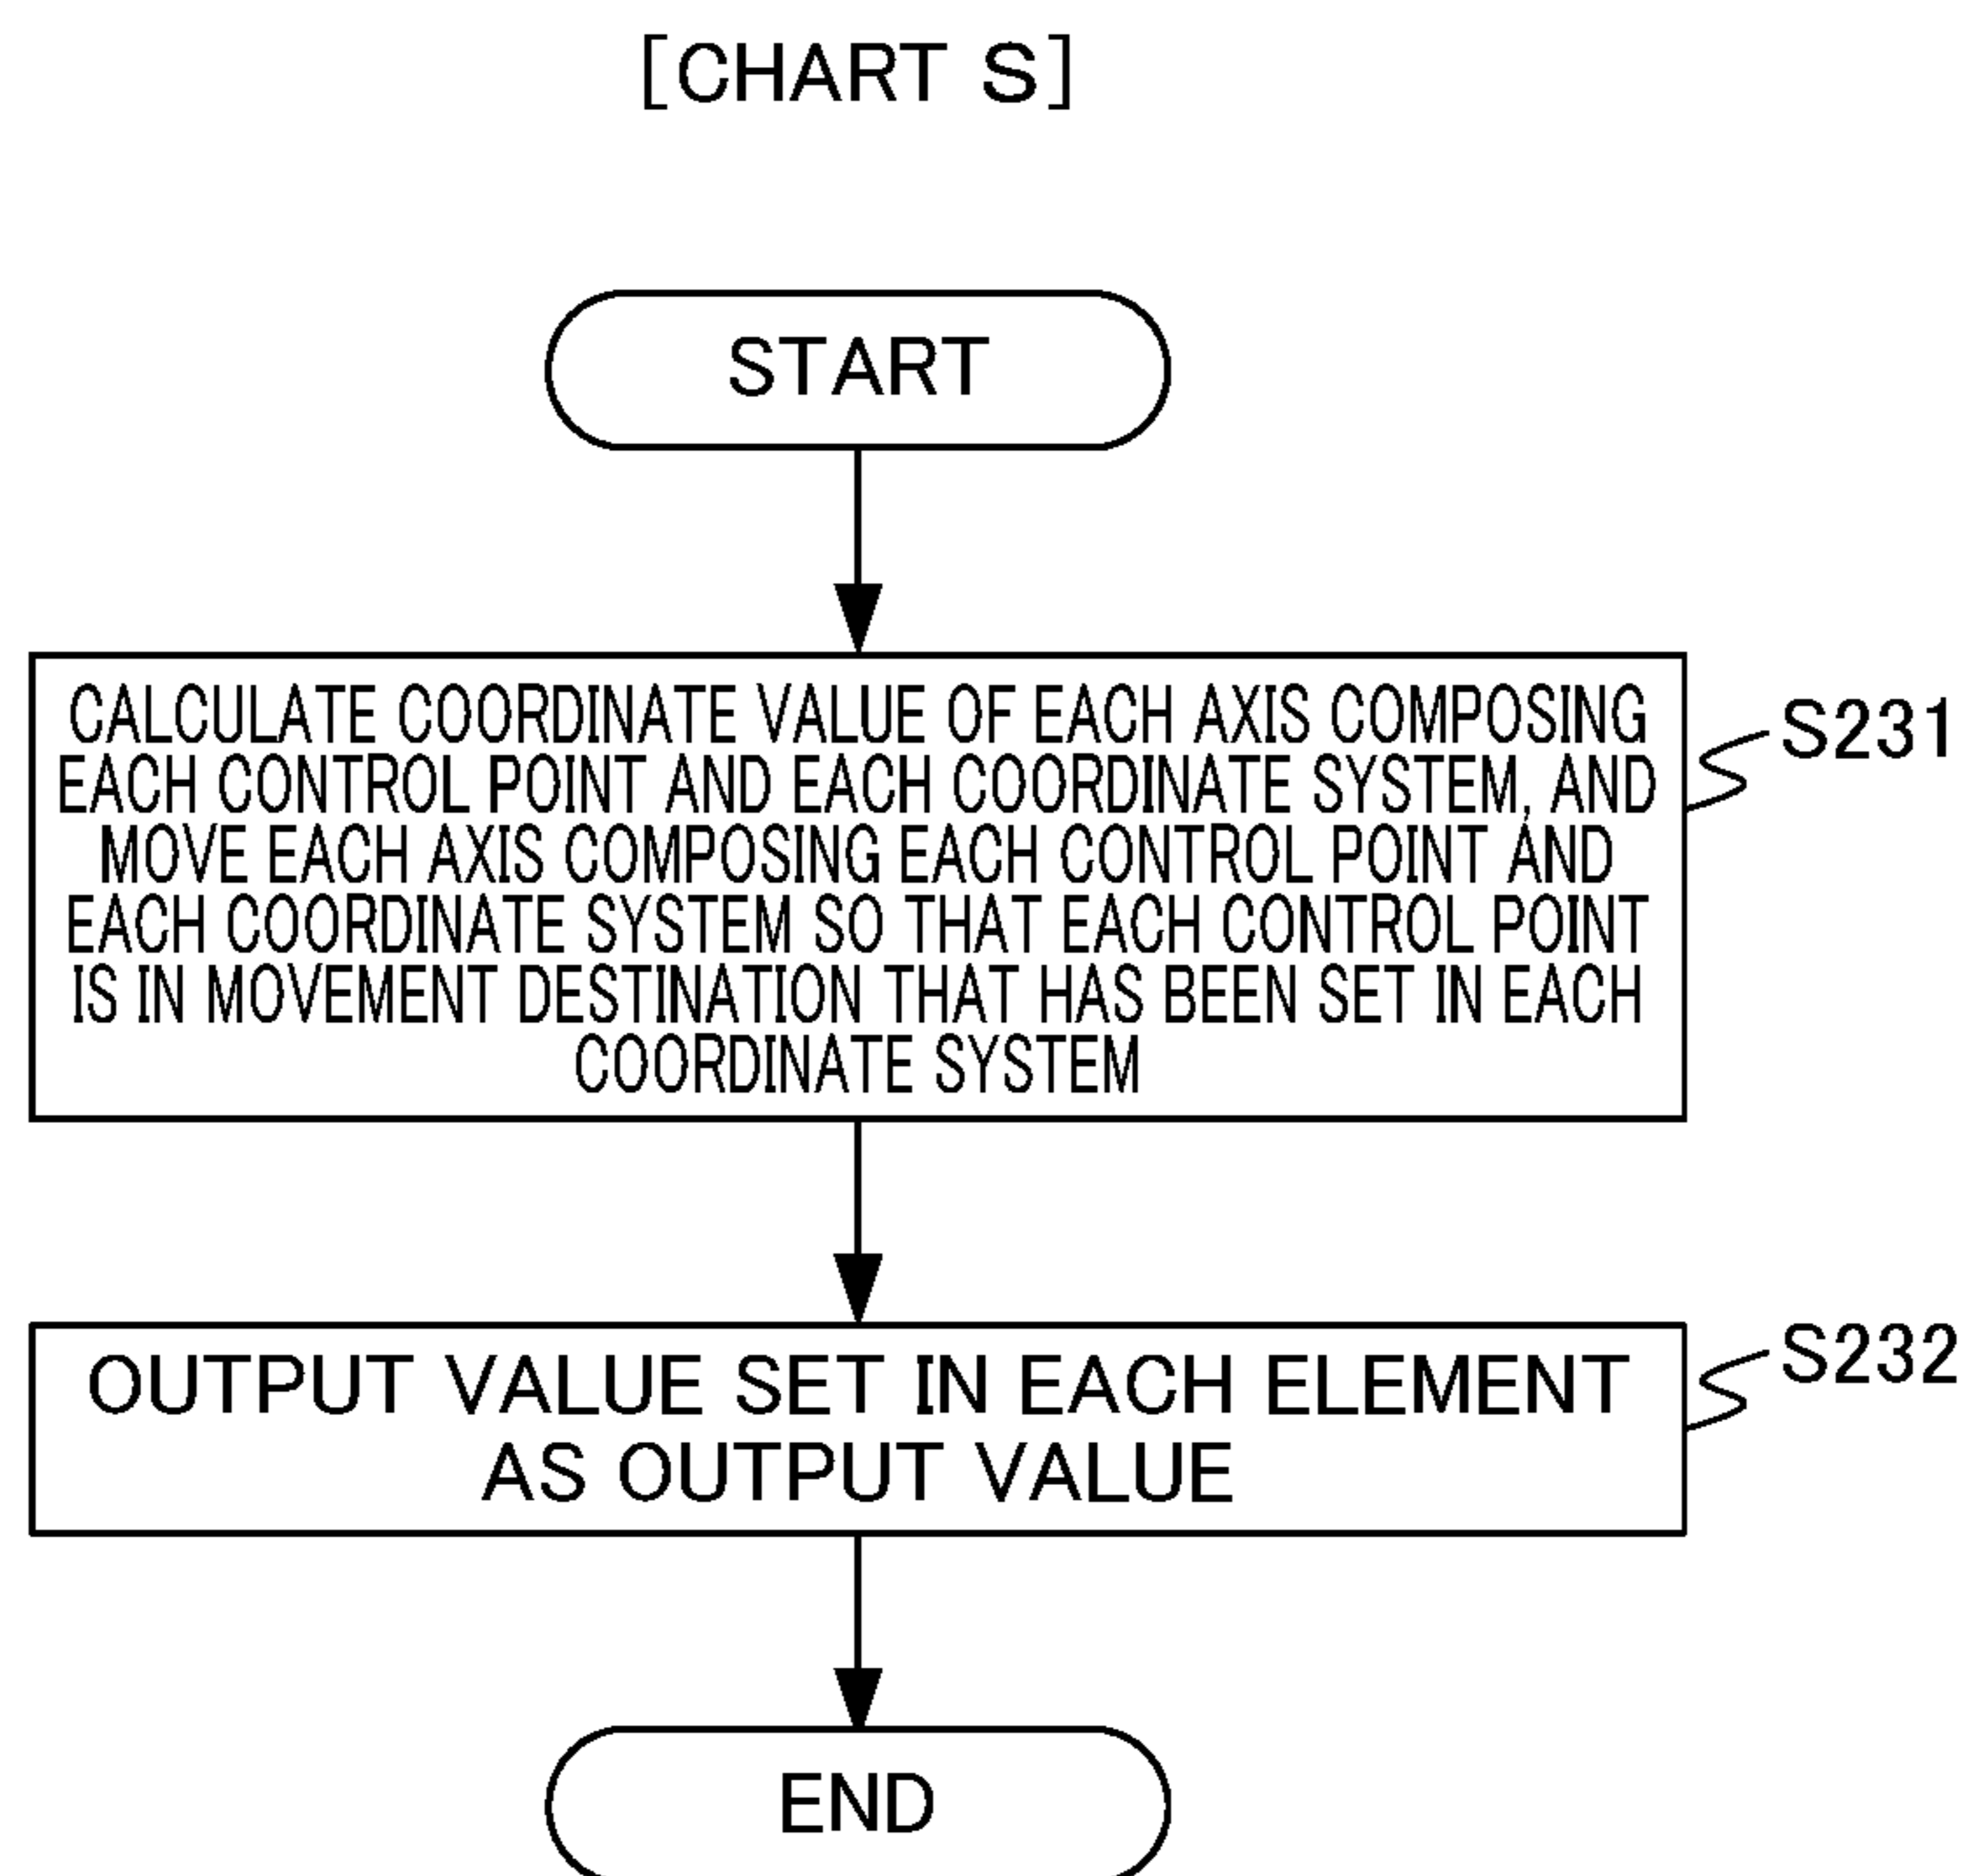 [CHART S]
START
CALCULATE COORDINATE VALUE OF EACH AXIS COMPOSING
EACH CONTROL POINT AND EACH COORDINATE SYSTEM, AND
MOVE EACH AXIS COMPOSING EACH CONTROL POINT AND
EACH COORDINATE SYSTEM SO THAT EACH CONTROL POINT
IS IN MOVEMENT DESTINATION THAT HAS BEEN SET IN EACH
COORDINATE SYSTEM
S231
OUTPUT VALUE SET IN EACH ELEMENT
AS OUTPUT VALUE
S232
END